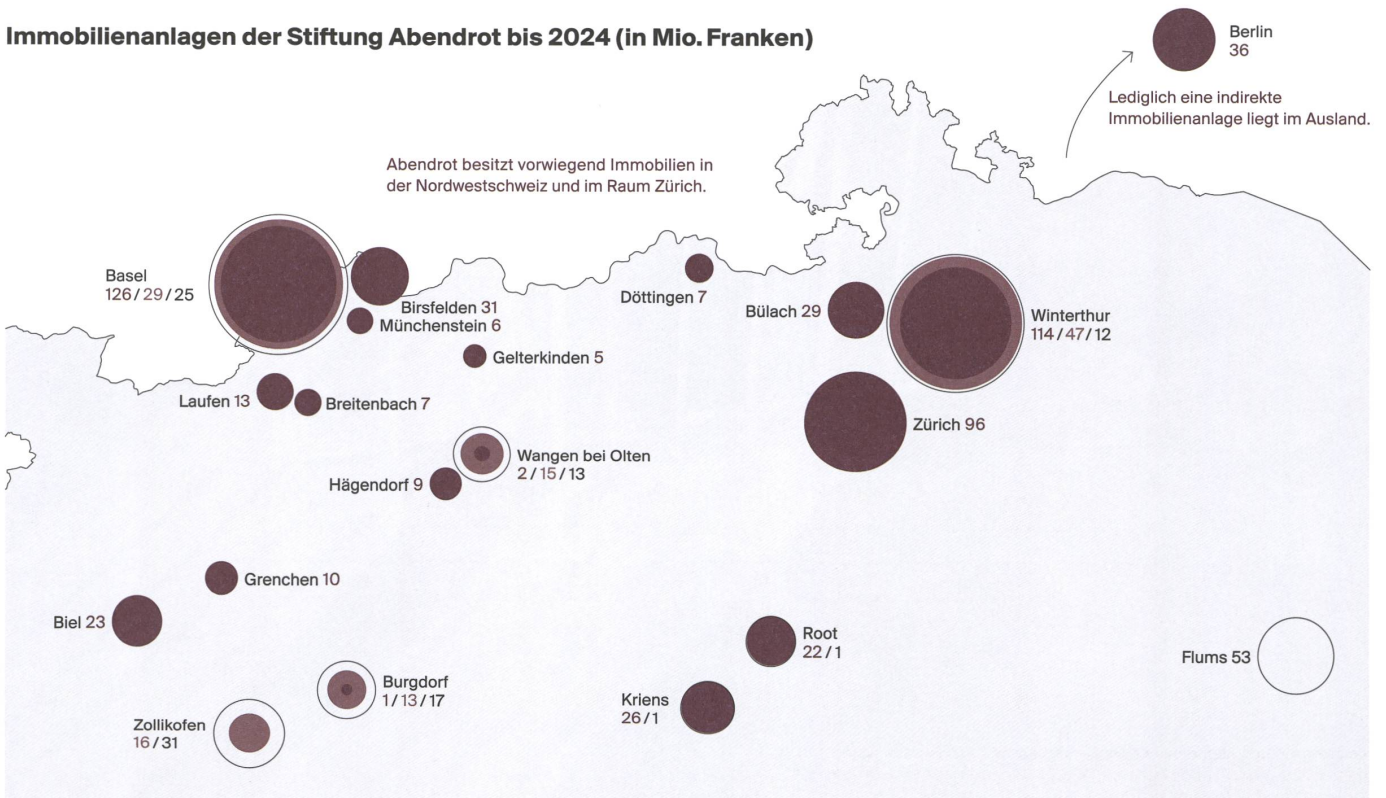 Immobilienanlagen der Stiftung Abendrot bis 2024 (in Mio. Franken)
Berlin
36
Lediglich eine indirekte
Immobilienanlage liegt im Ausland.
Abendrot besitzt vorwiegend Immobilien in
der Nordwestschweiz und im Raum Zürich.
Basel
126 / 29 / 25
Birsfelden 31
Münchenstein 6
Döttingen 7
Bülach 29
Winterthur
114 / 47 / 12
Gelterkinden 5
Laufen 13
Breitenbach 7
Zürich 96
Wangen bei Olten
2 / 15 / 13
Hägendorf 9
Grenchen 10
Biel 23
Root
22 / 1
Flums 53
Burgdorf
1 / 13 / 17
Kriens
26 / 1
Zollikofen
16 / 31